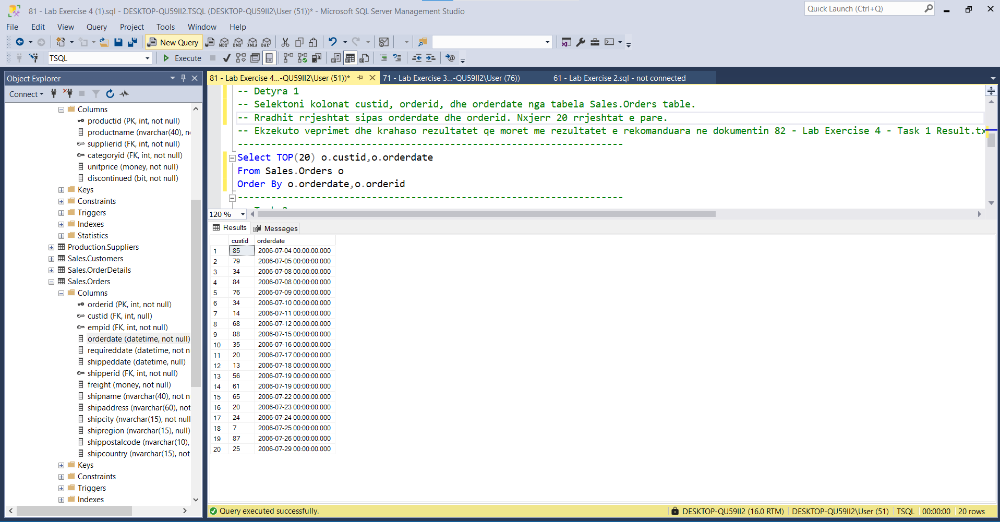 81 - Lab Exercise 4 (1).sql - DESKTOP-QU59II2.TSQL (DESKTOP-QU59II2\User (51))* - Microsoft SQL Server Management Studio
Quick Launch (Ctrl+Q)
File Edit View Query Project Tools Window Help
New Query
MDX DMX XMLA DAX
TSQL
Execute
Object Explorer
Connect
Columns
productid (PK, int, not null)
productname (nvarchar(40), n
supplierid (FK, int, not null)
categoryid (FK, int, not null)
unitprice (money, not null)
discontinued (bit, not null)
Keys
Constraints
Triggers
Indexes
Statistics
Production.Suppliers
Sales.Customers
Sales.OrderDetails
Sales.Orders
Columns
orderid (PK, int, not null)
custid (FK, int, null)
empid (FK, int, not null)
orderdate (datetime, not null)
requireddate (datetime, not n
shippeddate (datetime, null)
shipperid (FK, int, not null)
freight (money, not null)
shipname (nvarchar(40), not n
shipaddress (nvarchar(60), not
shipcity (nvarchar(15), not null
shipregion (nvarchar(15), null)
shippostalcode (nvarchar(10),
shipcountry (nvarchar(15), not
Keys
Constraints
Triggers
Indexes
81 - Lab Exercise 4...-QU59II2\User (51))*
71 - Lab Exercise 3...-QU59II2\User (76))
61 - Lab Exercise 2.sql - not connected
-- Detyra 1
-- Selektoni kolonat custid, orderid, dhe orderdate nga tabela Sales.Orders table.
-- Rradhit rrjeshtat sipas orderdate dhe orderid. Nxjerr 20 rrjeshtat e pare.
-- Ekzekuto veprimet dhe krahaso rezultatet qe moret me rezultatet e rekomanduara ne dokumentin 82 - Lab Exercise 4 - Task 1 Result.tx
---------------------------------------------------------------------
Select TOP(20) o.custid,o.orderdate
From Sales.Orders o
Order By o.orderdate,o.orderid
---------------------------------------------------------------------
120 %
Results Messages
custid orderdate
1 85 2006-07-04 00:00:00.000
2 79 2006-07-05 00:00:00.000
3 34 2006-07-08 00:00:00.000
4 84 2006-07-08 00:00:00.000
5 76 2006-07-09 00:00:00.000
6 34 2006-07-10 00:00:00.000
7 14 2006-07-11 00:00:00.000
8 68 2006-07-12 00:00:00.000
9 88 2006-07-15 00:00:00.000
10 35 2006-07-16 00:00:00.000
11 20 2006-07-17 00:00:00.000
12 13 2006-07-18 00:00:00.000
13 56 2006-07-19 00:00:00.000
14 61 2006-07-19 00:00:00.000
15 65 2006-07-22 00:00:00.000
16 20 2006-07-23 00:00:00.000
17 24 2006-07-24 00:00:00.000
18 7 2006-07-25 00:00:00.000
19 87 2006-07-26 00:00:00.000
20 25 2006-07-29 00:00:00.000
Query executed successfully.
DESKTOP-QU59II2 (16.0 RTM) DESKTOP-QU59II2\User (51) TSQL 00:00:00 20 rows